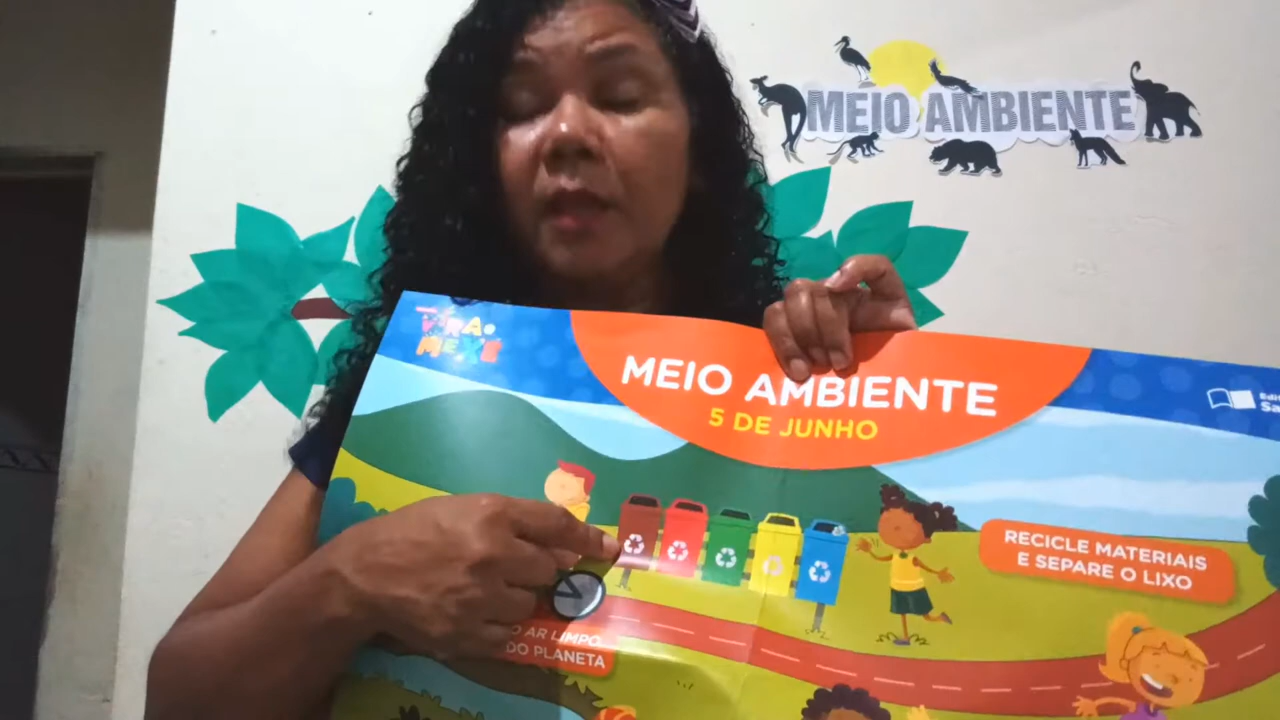 MEIO AMBIENTE
VIRA E
MEXE
MEIO AMBIENTE
5 DE JUNHO
RECICLE MATERIAIS
E SEPARE O LIXO
O AR LIMPO
DO PLANETA